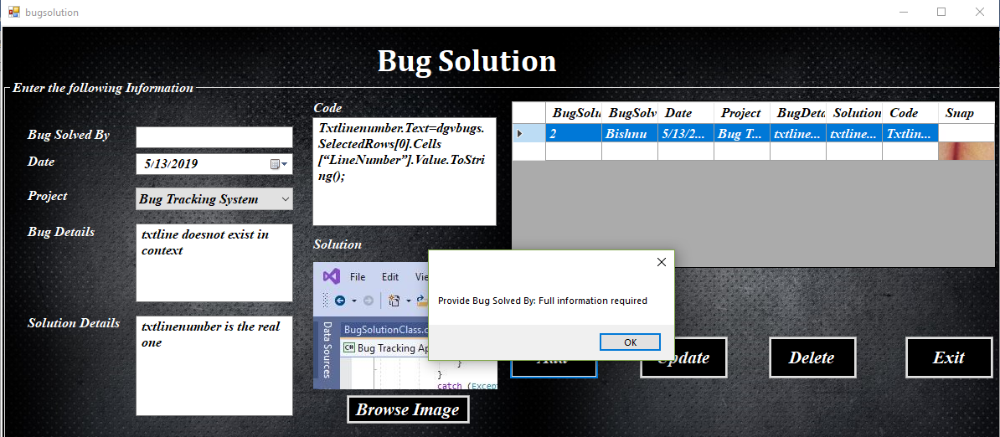 bugsolution
Bug Solution
Enter the following Information
Bug Solved By
Date
5/13/2019
Project
Bug Tracking System
Bug Details
txtline doesnot exist in
context
Solution Details
txtlinenumber is the real
one
Code
Txtlinenumber.Text=dgvbugs.
SelectedRows[0].Cells
[“LineNumber”].Value.ToStri
ng();
Solution
File Edit Vie
Data Sources
BugSolutionClass.c
C# Bug Tracking Ap
}
}
catch (Except
Browse Image
BugSolu BugSolv Date Project BugDeta Solution Code Snap
2 Bishnu 5/13/2... Bug T... txtline... txtline... Txtlin...
Provide Bug Solved By: Full information required
OK
Add Update Delete Exit